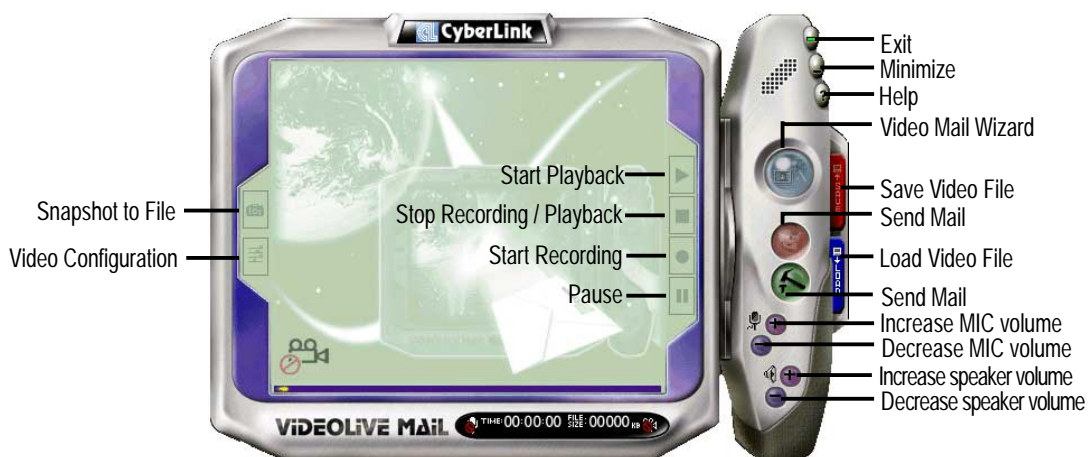 CL CyberLink
Exit
Minimize
Help
Video Mail Wizard
Start Playback
Save Video File
Snapshot to File
Stop Recording / Playback
Send Mail
Video Configuration
Start Recording
Load Video File
Pause
Send Mail
Increase MIC volume
Decrease MIC volume
Increase speaker volume
Decrease speaker volume
VIDEOLIVE MAIL
TIME: 00:00:00 FILE SIZE: 00000 KB